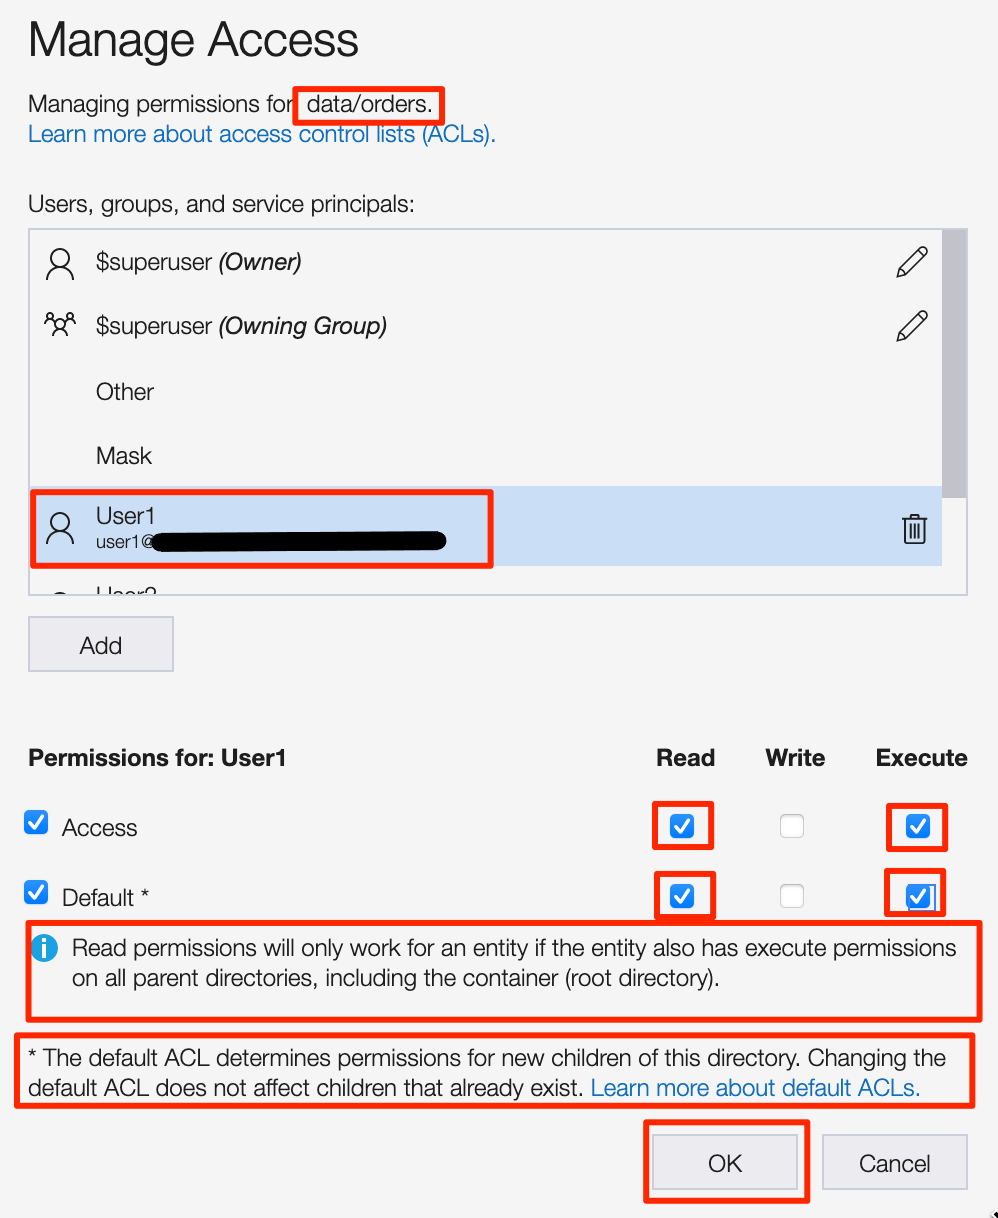 Manage Access
Managing permissions for data/orders.
Learn more about access control lists (ACLs).
Users, groups, and service principals:
$superuser (Owner)
$superuser (Owning Group)
Other
Mask
User1
user1@
Add
Permissions for: User1 Read Write Execute
Access
Default *
Read permissions will only work for an entity if the entity also has execute permissions
on all parent directories, including the container (root directory).
* The default ACL determines permissions for new children of this directory. Changing the
default ACL does not affect children that already exist. Learn more about default ACLs.
OK Cancel